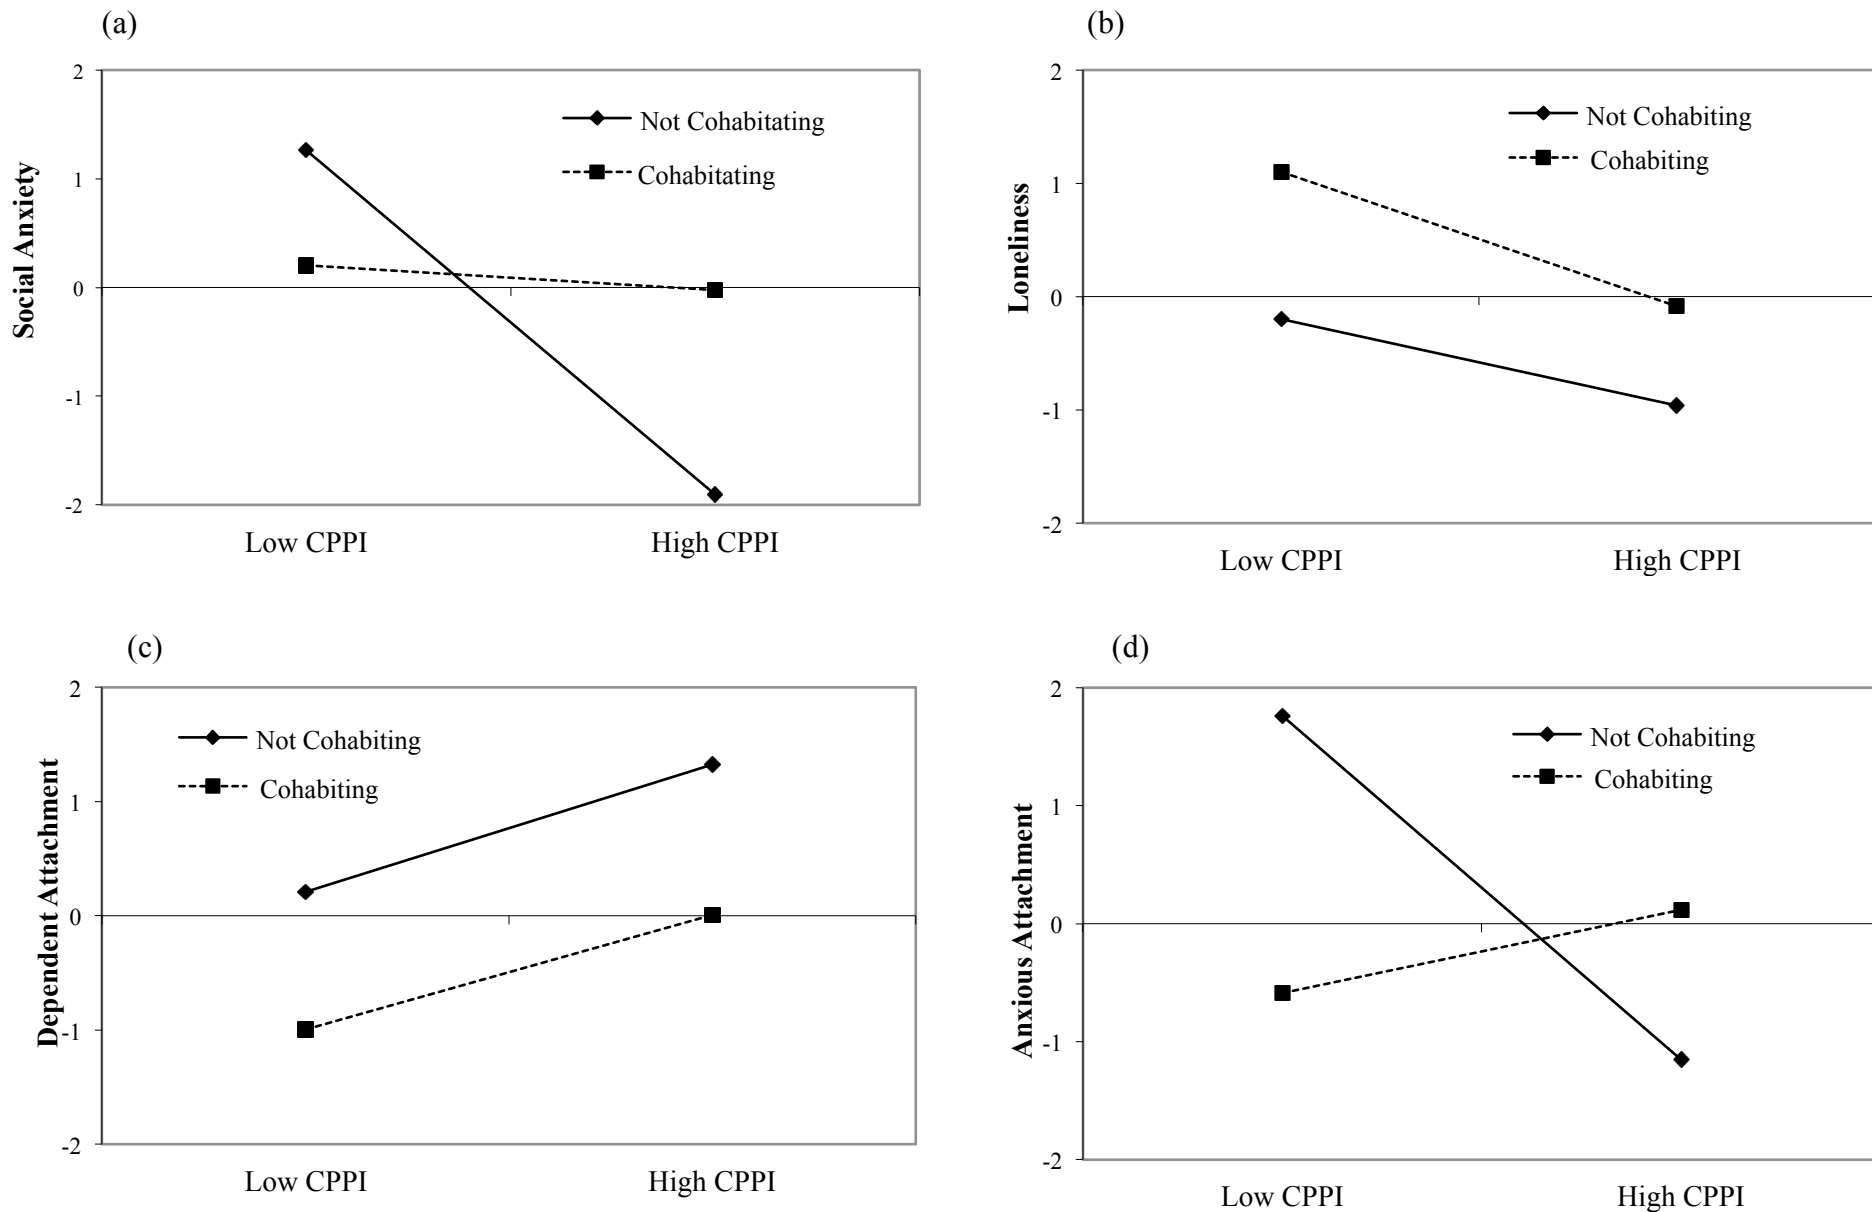 (a)
2
1
0
-1
-2
Social Anxiety
Not Cohabitating
Cohabitating
Low CPPI
High CPPI
(b)
2
1
0
-1
-2
Loneliness
Not Cohabiting
Cohabiting
Low CPPI
High CPPI
(c)
2
1
0
-1
-2
Dependent Attachment
Not Cohabiting
Cohabiting
Low CPPI
High CPPI
(d)
2
1
0
-1
-2
Anxious Attachment
Not Cohabiting
Cohabiting
Low CPPI
High CPPI